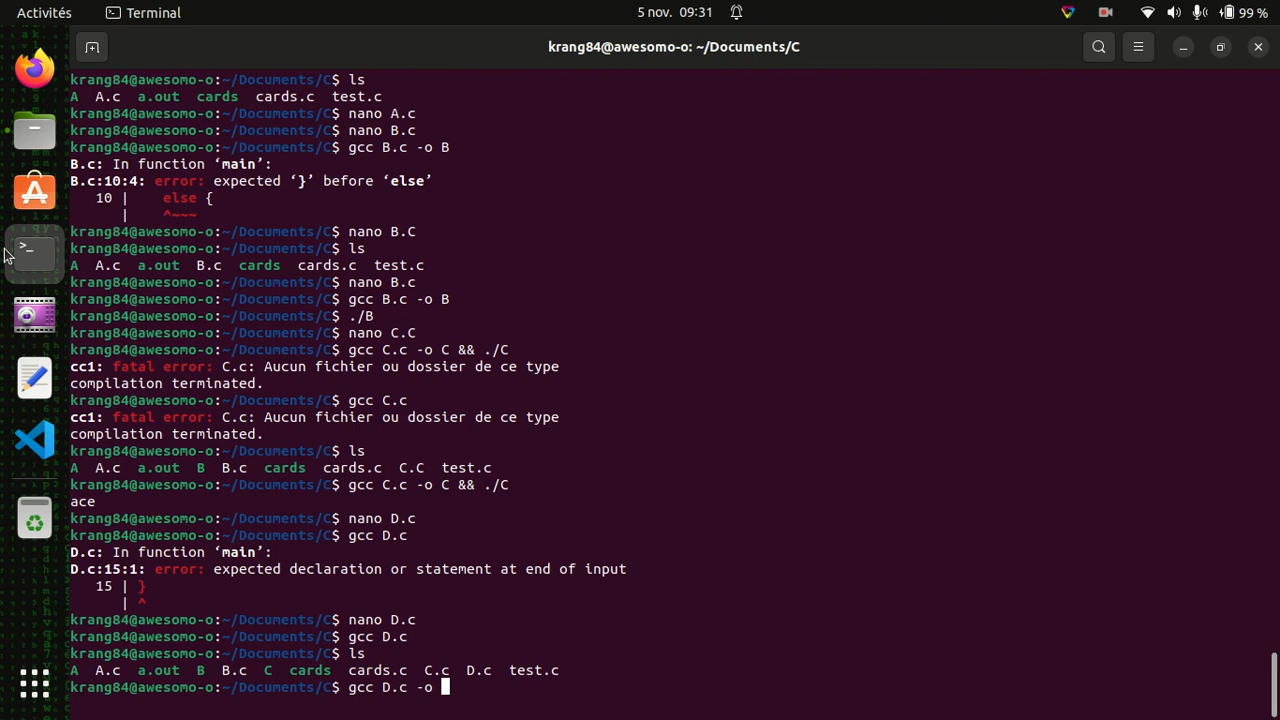 Activités
Terminal
5 nov. 09:31
99 %
krang84@awesomo-o: ~/Documents/C
krang84@awesomo-o:~/Documents/C$ ls
A A.c a.out cards cards.c test.c
krang84@awesomo-o:~/Documents/C$ nano A.c
krang84@awesomo-o:~/Documents/C$ nano B.c
krang84@awesomo-o:~/Documents/C$ gcc B.c -o B
B.c: In function ‘main’:
B.c:10:4: error: expected ‘}’ before ‘else’
10 | else {
| ^~~~
krang84@awesomo-o:~/Documents/C$ nano B.C
krang84@awesomo-o:~/Documents/C$ ls
A A.c a.out B.c cards cards.c test.c
krang84@awesomo-o:~/Documents/C$ nano B.c
krang84@awesomo-o:~/Documents/C$ gcc B.c -o B
krang84@awesomo-o:~/Documents/C$ ./B
krang84@awesomo-o:~/Documents/C$ nano C.C
krang84@awesomo-o:~/Documents/C$ gcc C.c -o C && ./C
cc1: fatal error: C.c: Aucun fichier ou dossier de ce type
compilation terminated.
krang84@awesomo-o:~/Documents/C$ gcc C.c
cc1: fatal error: C.c: Aucun fichier ou dossier de ce type
compilation terminated.
krang84@awesomo-o:~/Documents/C$ ls
A A.c a.out B B.c cards cards.c C.C test.c
krang84@awesomo-o:~/Documents/C$ gcc C.c -o C && ./C
ace
krang84@awesomo-o:~/Documents/C$ nano D.c
krang84@awesomo-o:~/Documents/C$ gcc D.c
D.c: In function ‘main’:
D.c:15:1: error: expected declaration or statement at end of input
15 | }
| ^
krang84@awesomo-o:~/Documents/C$ nano D.c
krang84@awesomo-o:~/Documents/C$ gcc D.c
krang84@awesomo-o:~/Documents/C$ ls
A A.c a.out B B.c C cards cards.c C.c D.c test.c
krang84@awesomo-o:~/Documents/C$ gcc D.c -o